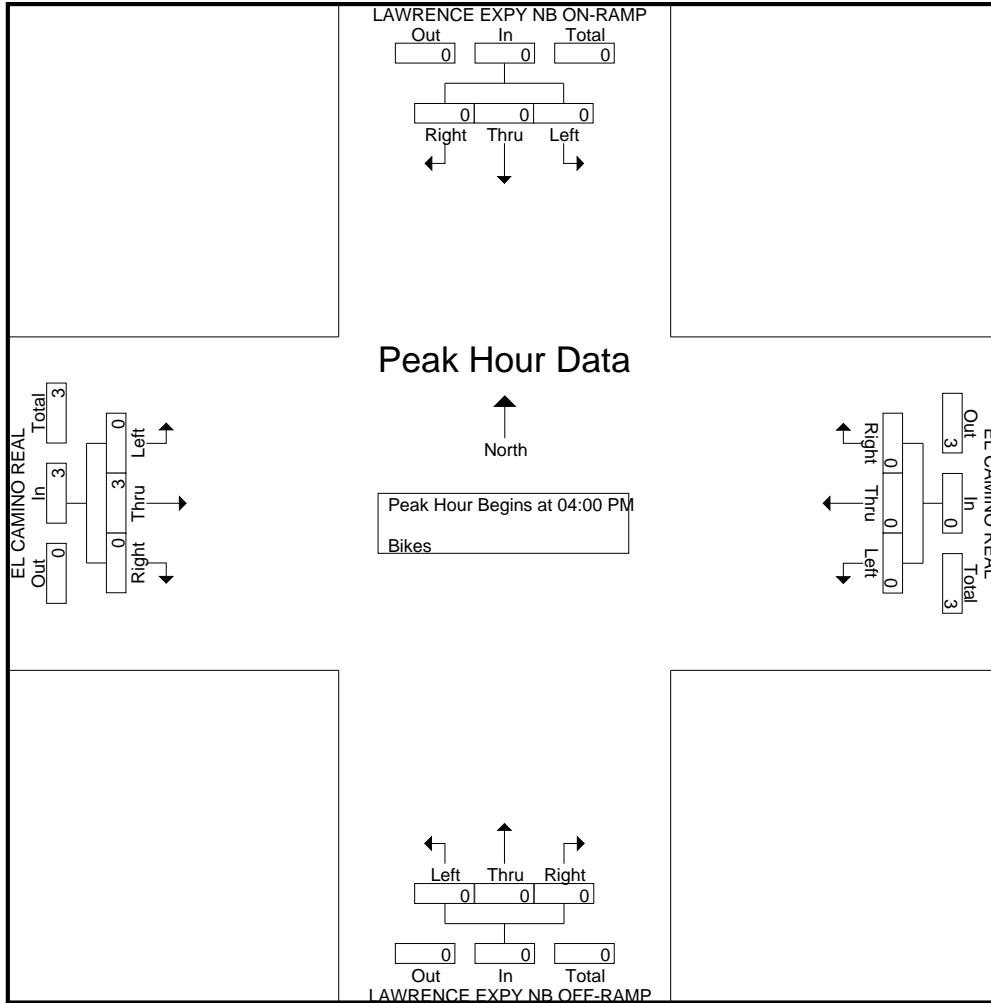 LAWRENCE EXPY NB ON-RAMP
Out In Total
0 0 0
0 0 0
Right Thru Left
Peak Hour Data
North
Peak Hour Begins at 04:00 PM
Bikes
EL CAMINO REAL
Out In Total
0 3 3
0 3 0
Left Thru Right
EL CAMINO REAL
Out In Total
3 0 3
0 0 0
Right Thru Left
Left Thru Right
0 0 0
0 0 0
Out In Total
LAWRENCE EXPY NB OFF-RAMP